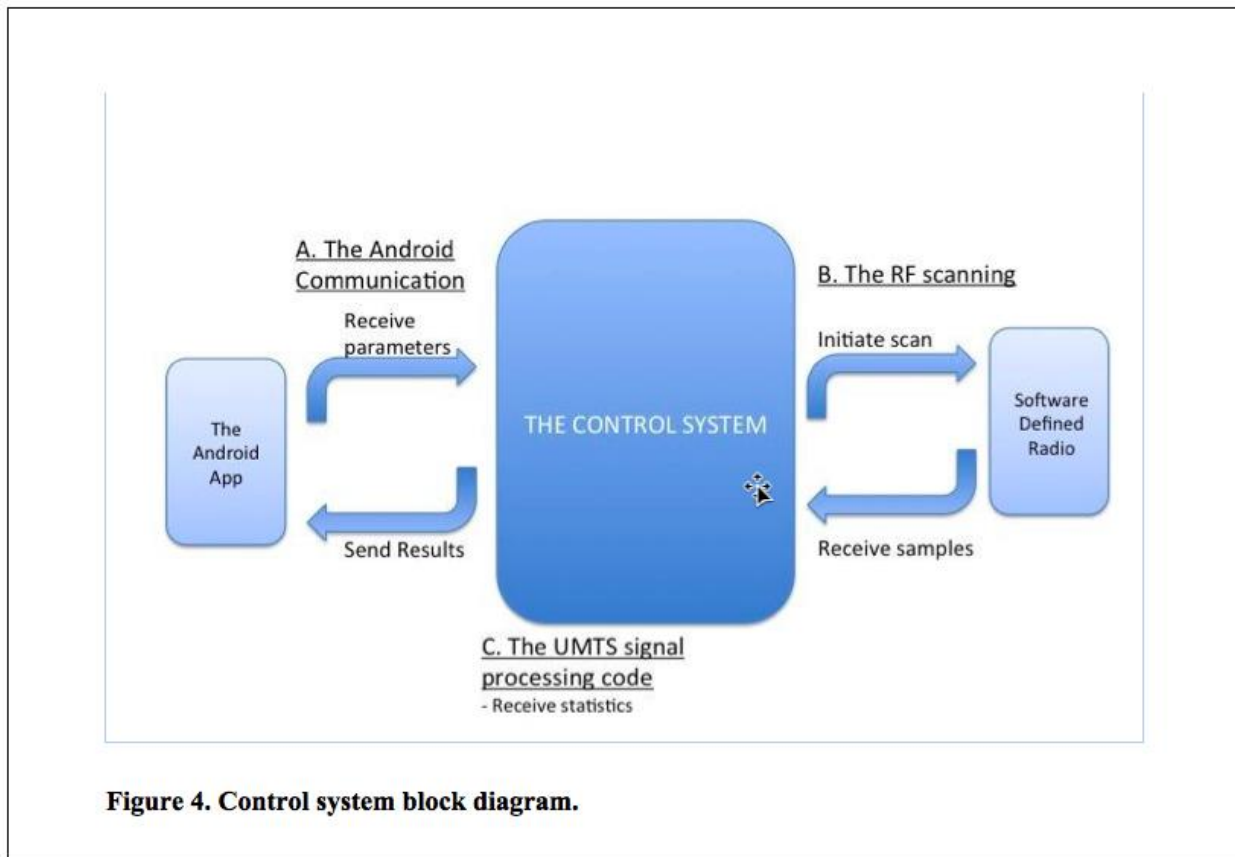 A. The Android
Communication
Receive
parameters
The
Android
App
Send Results
THE CONTROL SYSTEM
B. The RF scanning
Initiate scan
Software
Defined
Radio
Receive samples
C. The UMTS signal
processing code
- Receive statistics
Figure 4. Control system block diagram.